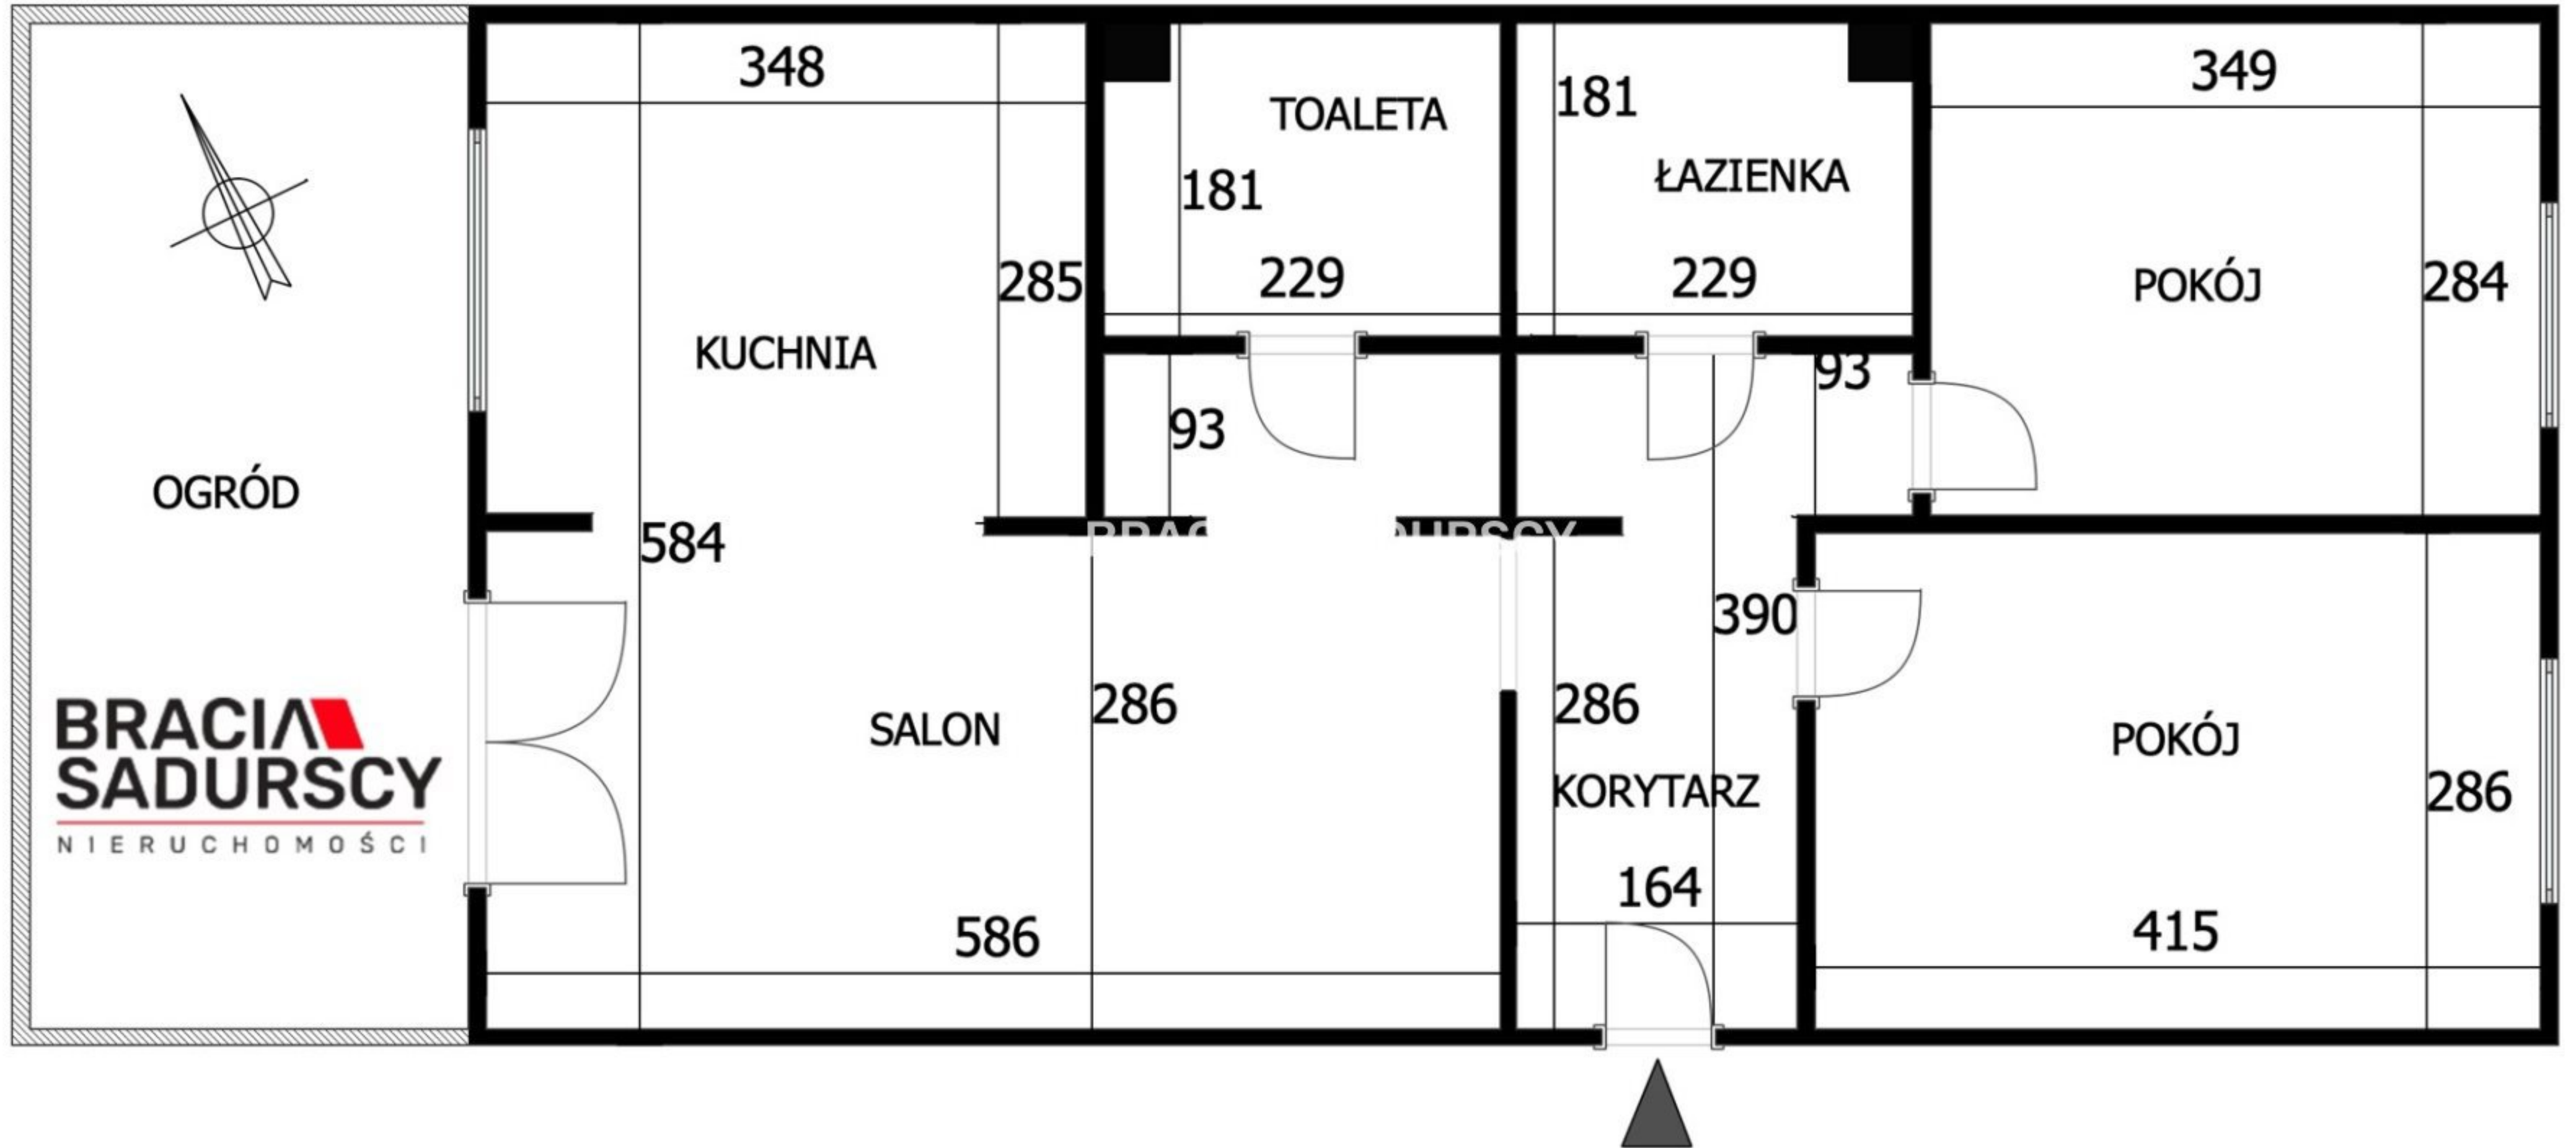 348
349
181
TOALETA
ŁAZIENKA
181
229
229
285
POKÓJ
284
KUCHNIA
93
93
OGRÓD
584
390
286
286
SALON
POKÓJ
KORYTARZ
286
164
586
415
BRACIA
SADURSCY
NIERUCHOMOŚCI